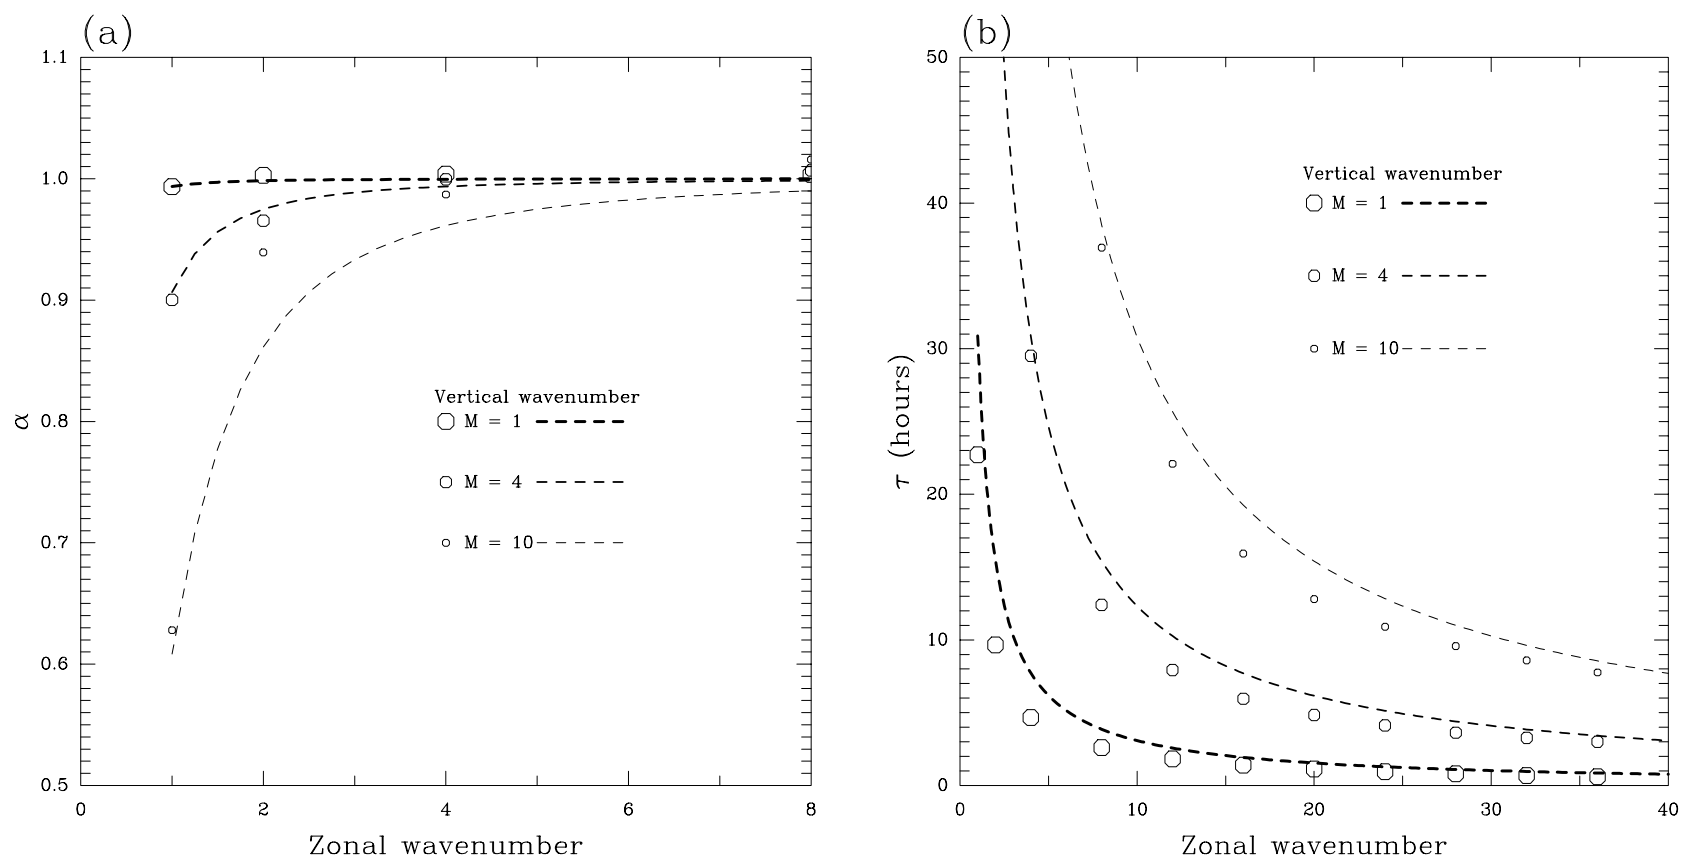 (a)
1.1
1.0
0.9
0.8
0.7
0.6
0.5
α
0 2 4 6 8
Zonal wavenumber
Vertical wavenumber
M = 1
M = 4
M = 10
(b)
50
40
30
20
10
0
τ (hours)
0 10 20 30 40
Zonal wavenumber
Vertical wavenumber
M = 1
M = 4
M = 10